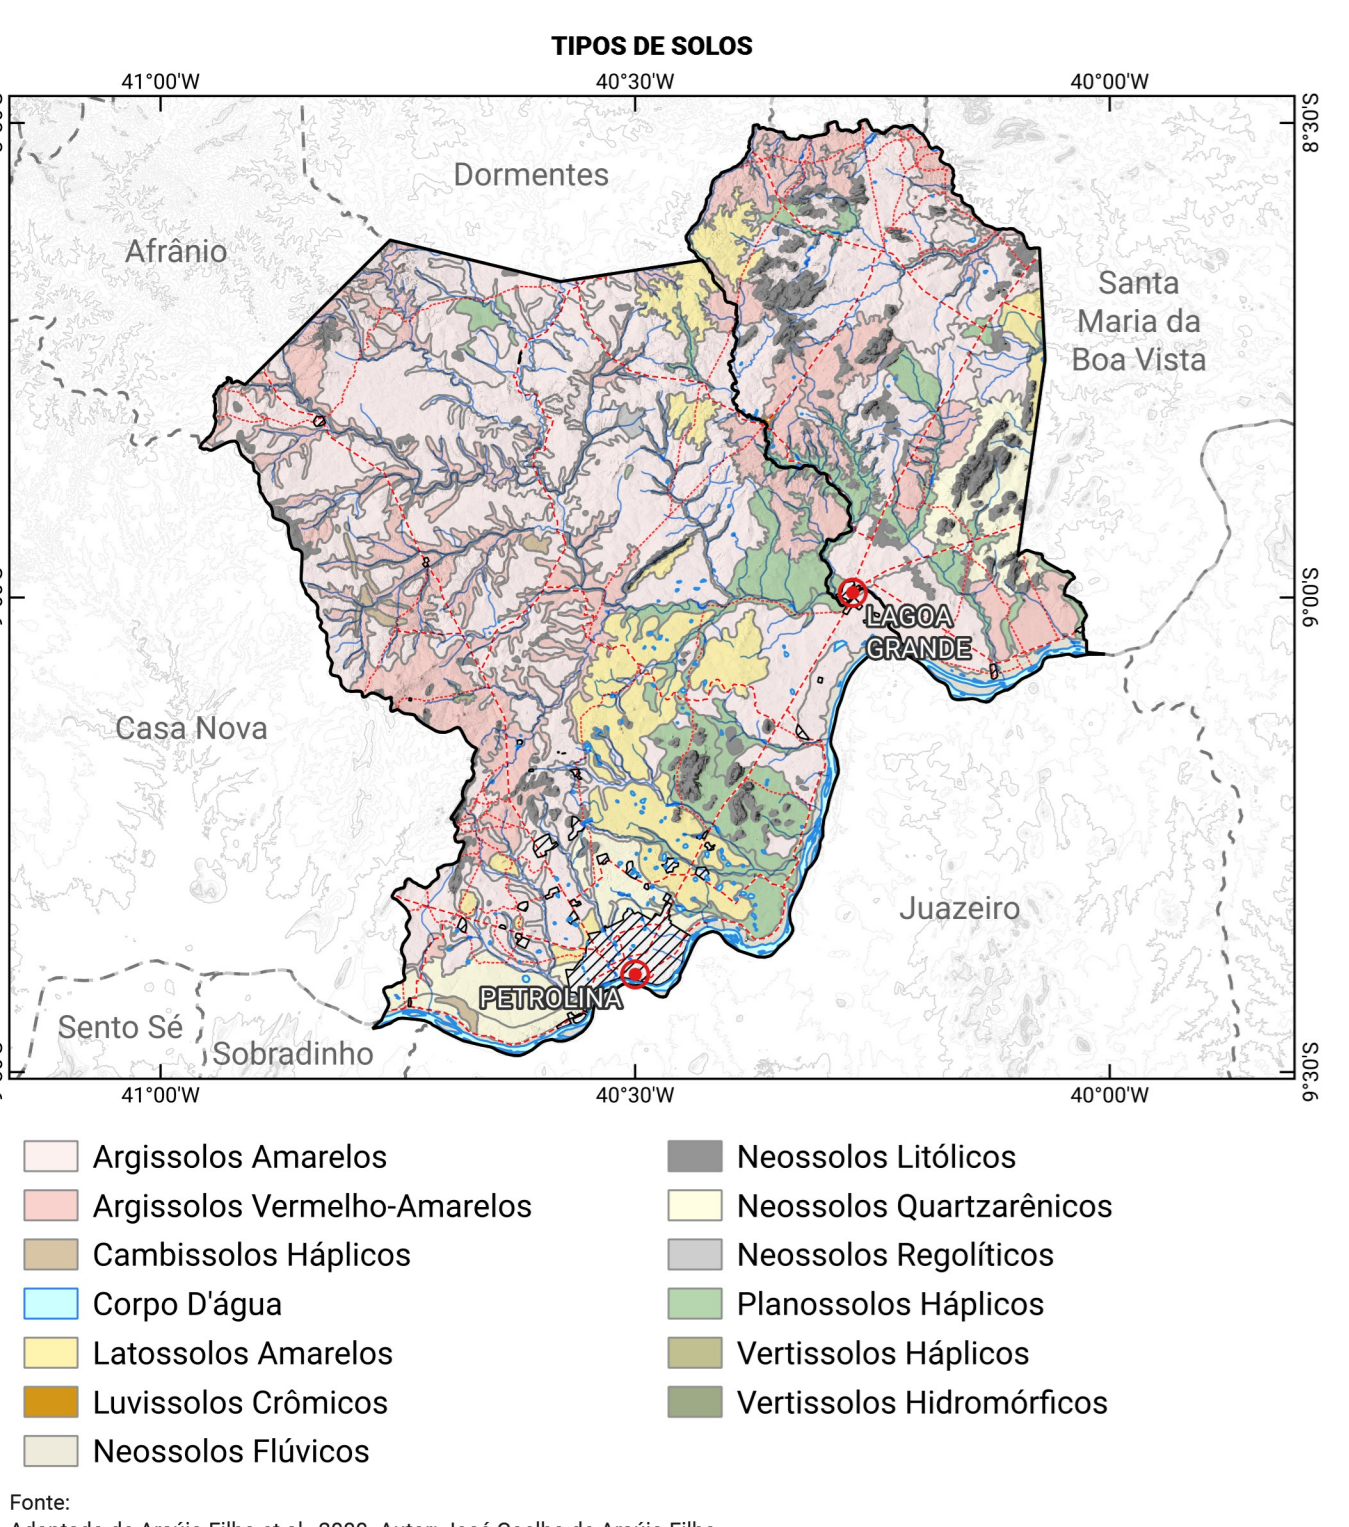 TIPOS DE SOLOS
41°00'W
40°30'W
40°00'W
8°30'S
Dormentes
Afrânio
Santa
Maria da
Boa Vista
9°00'S
LAGOA
GRANDE
Casa Nova
Juazeiro
PETROLINA
Sento Sé
Sobradinho
9°30'S
41°00'W
40°30'W
40°00'W
Argissolos Amarelos
Argissolos Vermelho-Amarelos
Cambissolos Háplicos
Corpo D'água
Latossolos Amarelos
Luvissolos Crômicos
Neossolos Flúvicos
Neossolos Litólicos
Neossolos Quartzarênicos
Neossolos Regolíticos
Planossolos Háplicos
Vertissolos Háplicos
Vertissolos Hidromórficos
Fonte: